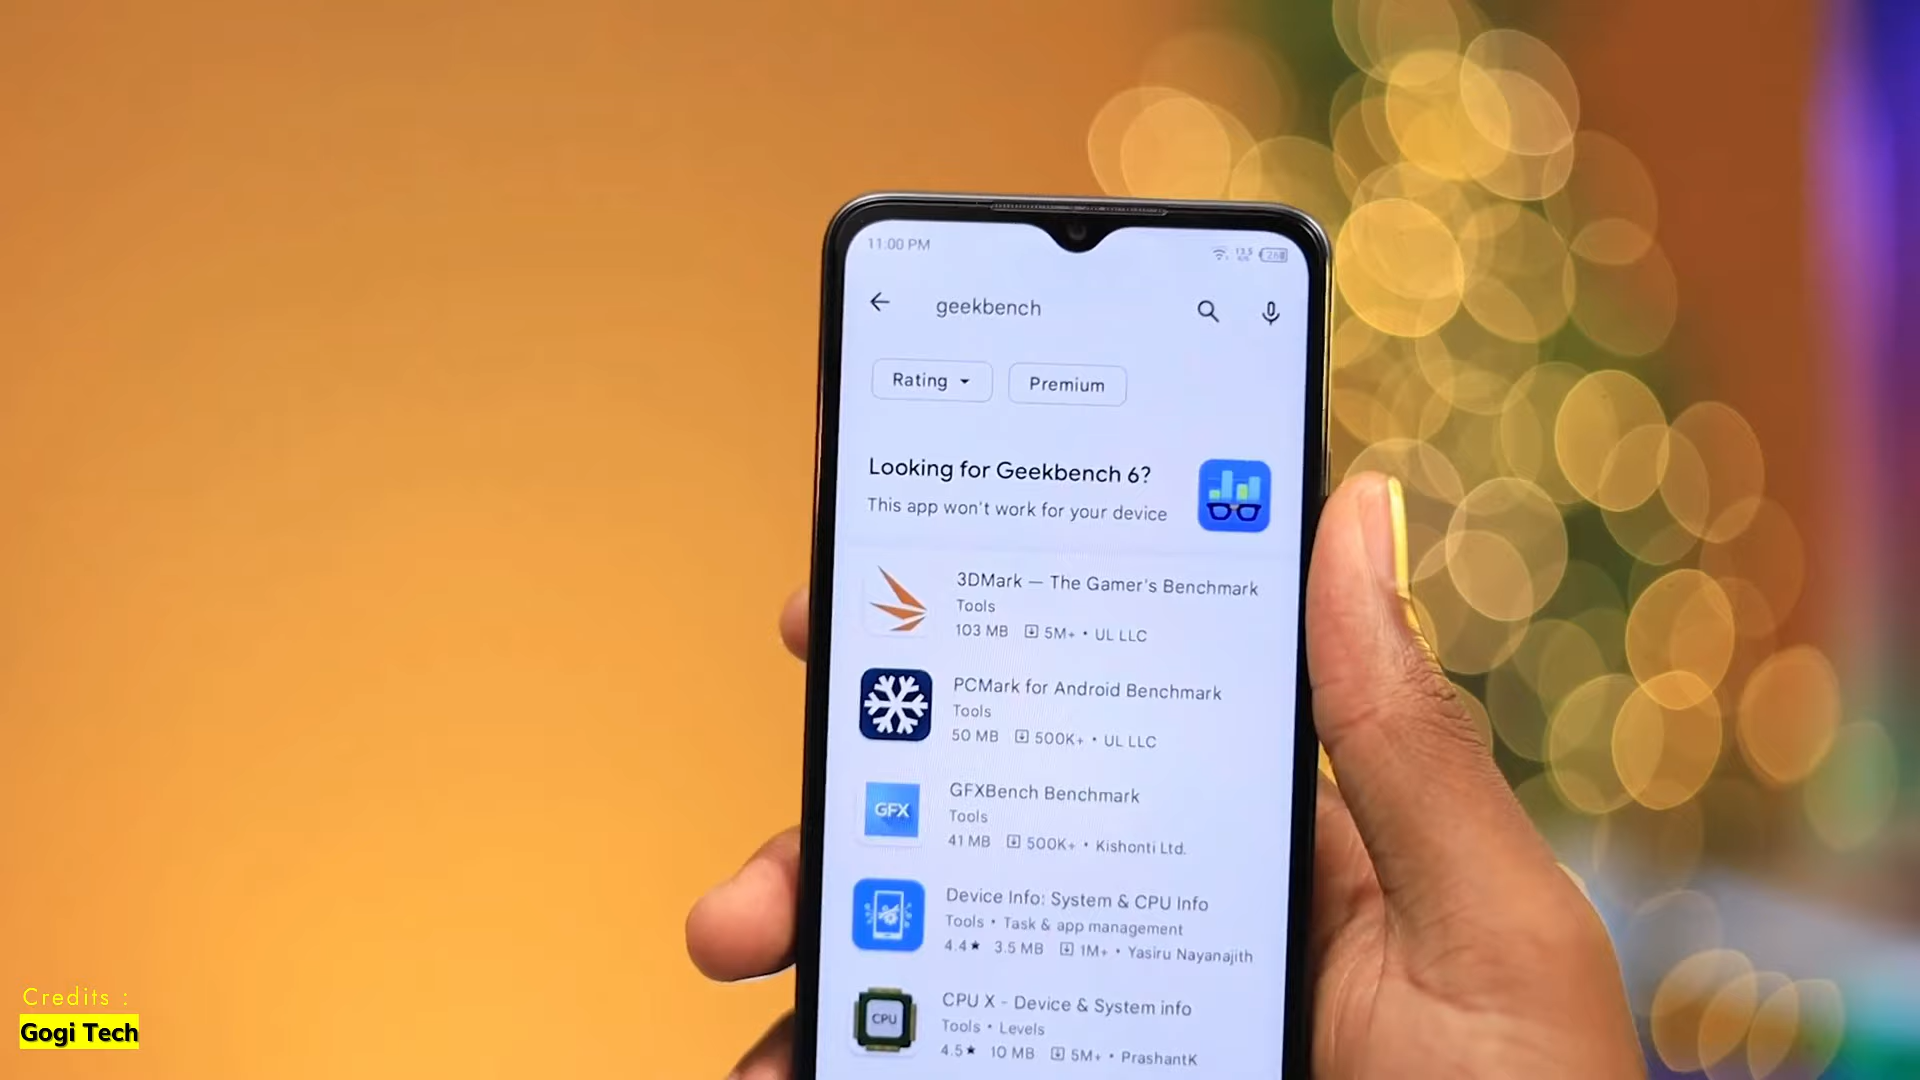 11:00 PM
geekbench
Rating
Premium
Looking for Geekbench 6?
This app won't work for your device
3DMark — The Gamer's Benchmark
Tools
103 MB 5M+ • UL LLC
PCMark for Android Benchmark
Tools
50 MB 500K+ • UL LLC
GFX
GFXBench Benchmark
Tools
41 MB 500K+ • Kishonti Ltd.
Device Info: System & CPU Info
Tools • Task & app management
4.4★ 3.5 MB 1M+ • Yasiru Nayanajith
CPU
CPU X - Device & System info
Tools • Levels
4.5★ 10 MB 5M+ • PrashantK
Credits :
Gogi Tech